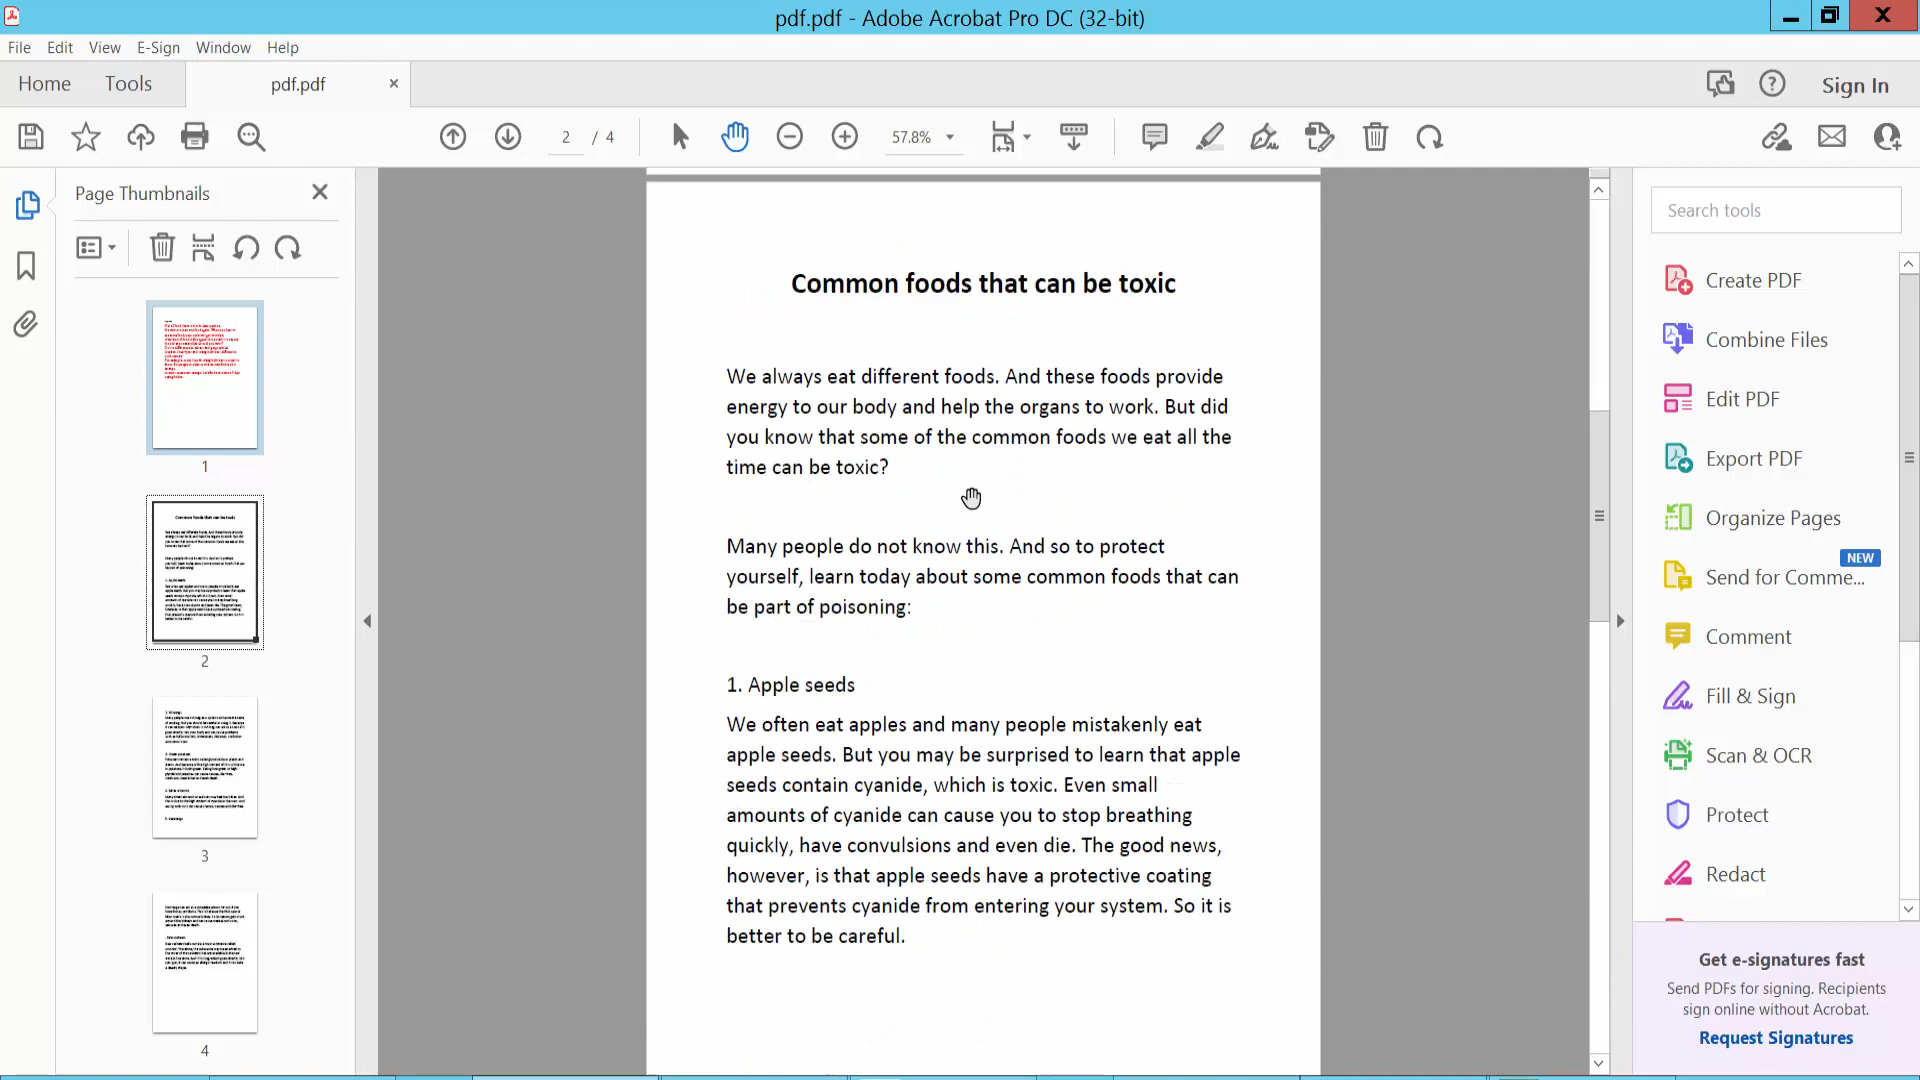 pdf.pdf - Adobe Acrobat Pro DC (32-bit)
File Edit View E-Sign Window Help
Home Tools pdf.pdf Sign In
2 / 4 57.8%
Page Thumbnails
1
2
3
4
Common foods that can be toxic
We always eat different foods. And these foods provide
energy to our body and help the organs to work. But did
you know that some of the common foods we eat all the
time can be toxic?
Many people do not know this. And so to protect
yourself, learn today about some common foods that can
be part of poisoning:
1. Apple seeds
We often eat apples and many people mistakenly eat
apple seeds. But you may be surprised to learn that apple
seeds contain cyanide, which is toxic. Even small
amounts of cyanide can cause you to stop breathing
quickly, have convulsions and even die. The good news,
however, is that apple seeds have a protective coating
that prevents cyanide from entering your system. So it is
better to be careful.
Search tools
Create PDF
Combine Files
Edit PDF
Export PDF
Organize Pages
NEW
Send for Comme...
Comment
Fill & Sign
Scan & OCR
Protect
Redact
Get e-signatures fast
Send PDFs for signing. Recipients
sign online without Acrobat.
Request Signatures